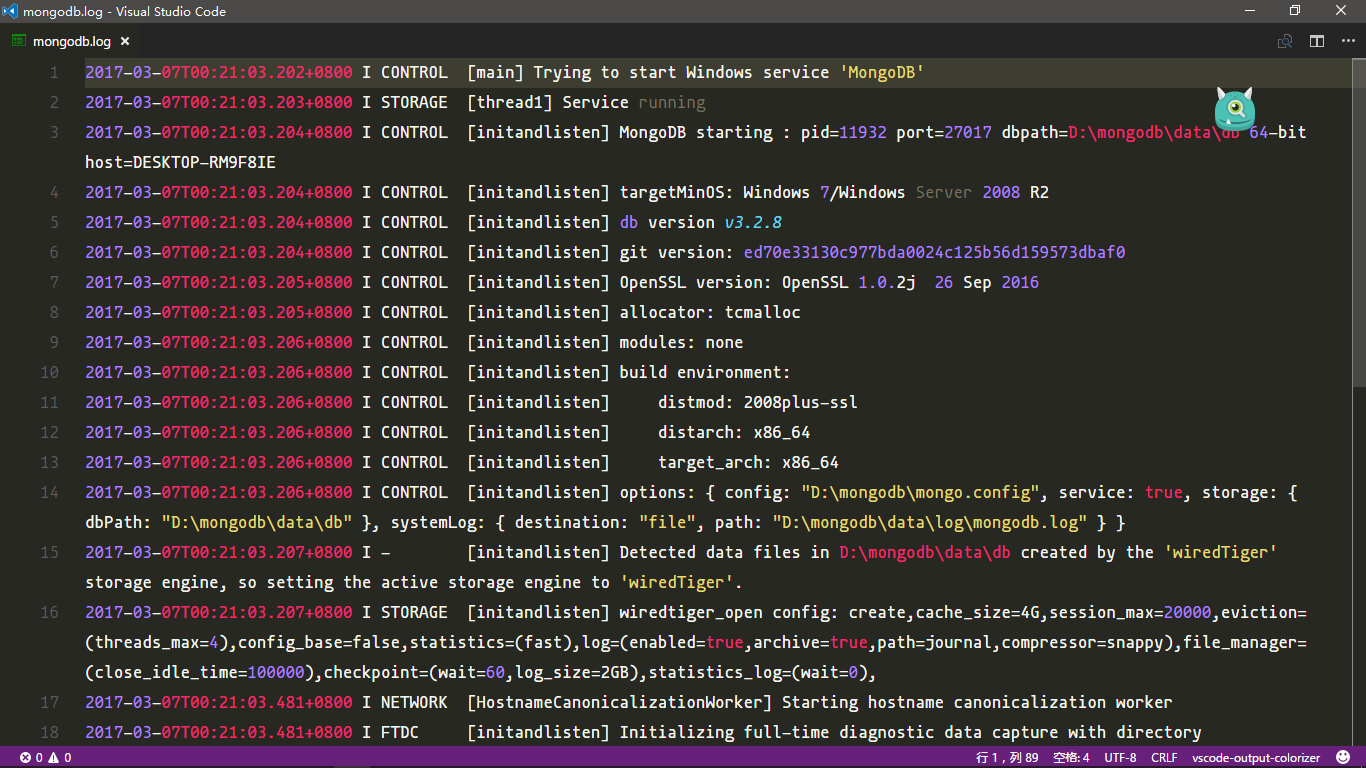 mongodb.log - Visual Studio Code
mongodb.log ×
1 2017-03-07T00:21:03.202+0800 I CONTROL  [main] Trying to start Windows service 'MongoDB'
2 2017-03-07T00:21:03.203+0800 I STORAGE  [thread1] Service running
3 2017-03-07T00:21:03.204+0800 I CONTROL  [initandlisten] MongoDB starting : pid=11932 port=27017 dbpath=D:\mongodb\data\db 64-bit
host=DESKTOP-RM9F8IE
4 2017-03-07T00:21:03.204+0800 I CONTROL  [initandlisten] targetMinOS: Windows 7/Windows Server 2008 R2
5 2017-03-07T00:21:03.204+0800 I CONTROL  [initandlisten] db version v3.2.8
6 2017-03-07T00:21:03.204+0800 I CONTROL  [initandlisten] git version: ed70e33130c977bda0024c125b56d159573dbaf0
7 2017-03-07T00:21:03.205+0800 I CONTROL  [initandlisten] OpenSSL version: OpenSSL 1.0.2j  26 Sep 2016
8 2017-03-07T00:21:03.205+0800 I CONTROL  [initandlisten] allocator: tcmalloc
9 2017-03-07T00:21:03.206+0800 I CONTROL  [initandlisten] modules: none
10 2017-03-07T00:21:03.206+0800 I CONTROL  [initandlisten] build environment:
11 2017-03-07T00:21:03.206+0800 I CONTROL  [initandlisten]     distmod: 2008plus-ssl
12 2017-03-07T00:21:03.206+0800 I CONTROL  [initandlisten]     distarch: x86_64
13 2017-03-07T00:21:03.206+0800 I CONTROL  [initandlisten]     target_arch: x86_64
14 2017-03-07T00:21:03.206+0800 I CONTROL  [initandlisten] options: { config: "D:\mongodb\mongo.config", service: true, storage: {
dbPath: "D:\mongodb\data\db" }, systemLog: { destination: "file", path: "D:\mongodb\data\log\mongodb.log" } }
15 2017-03-07T00:21:03.207+0800 I -        [initandlisten] Detected data files in D:\mongodb\data\db created by the 'wiredTiger'
storage engine, so setting the active storage engine to 'wiredTiger'.
16 2017-03-07T00:21:03.207+0800 I STORAGE  [initandlisten] wiredtiger_open config: create,cache_size=4G,session_max=20000,eviction=
(threads_max=4),config_base=false,statistics=(fast),log=(enabled=true,archive=true,path=journal,compressor=snappy),file_manager=
(close_idle_time=100000),checkpoint=(wait=60,log_size=2GB),statistics_log=(wait=0),
17 2017-03-07T00:21:03.481+0800 I NETWORK  [HostnameCanonicalizationWorker] Starting hostname canonicalization worker
18 2017-03-07T00:21:03.481+0800 I FTDC     [initandlisten] Initializing full-time diagnostic data capture with directory
0 0 行 1，列 89 空格: 4 UTF-8 CRLF vscode-output-colorizer